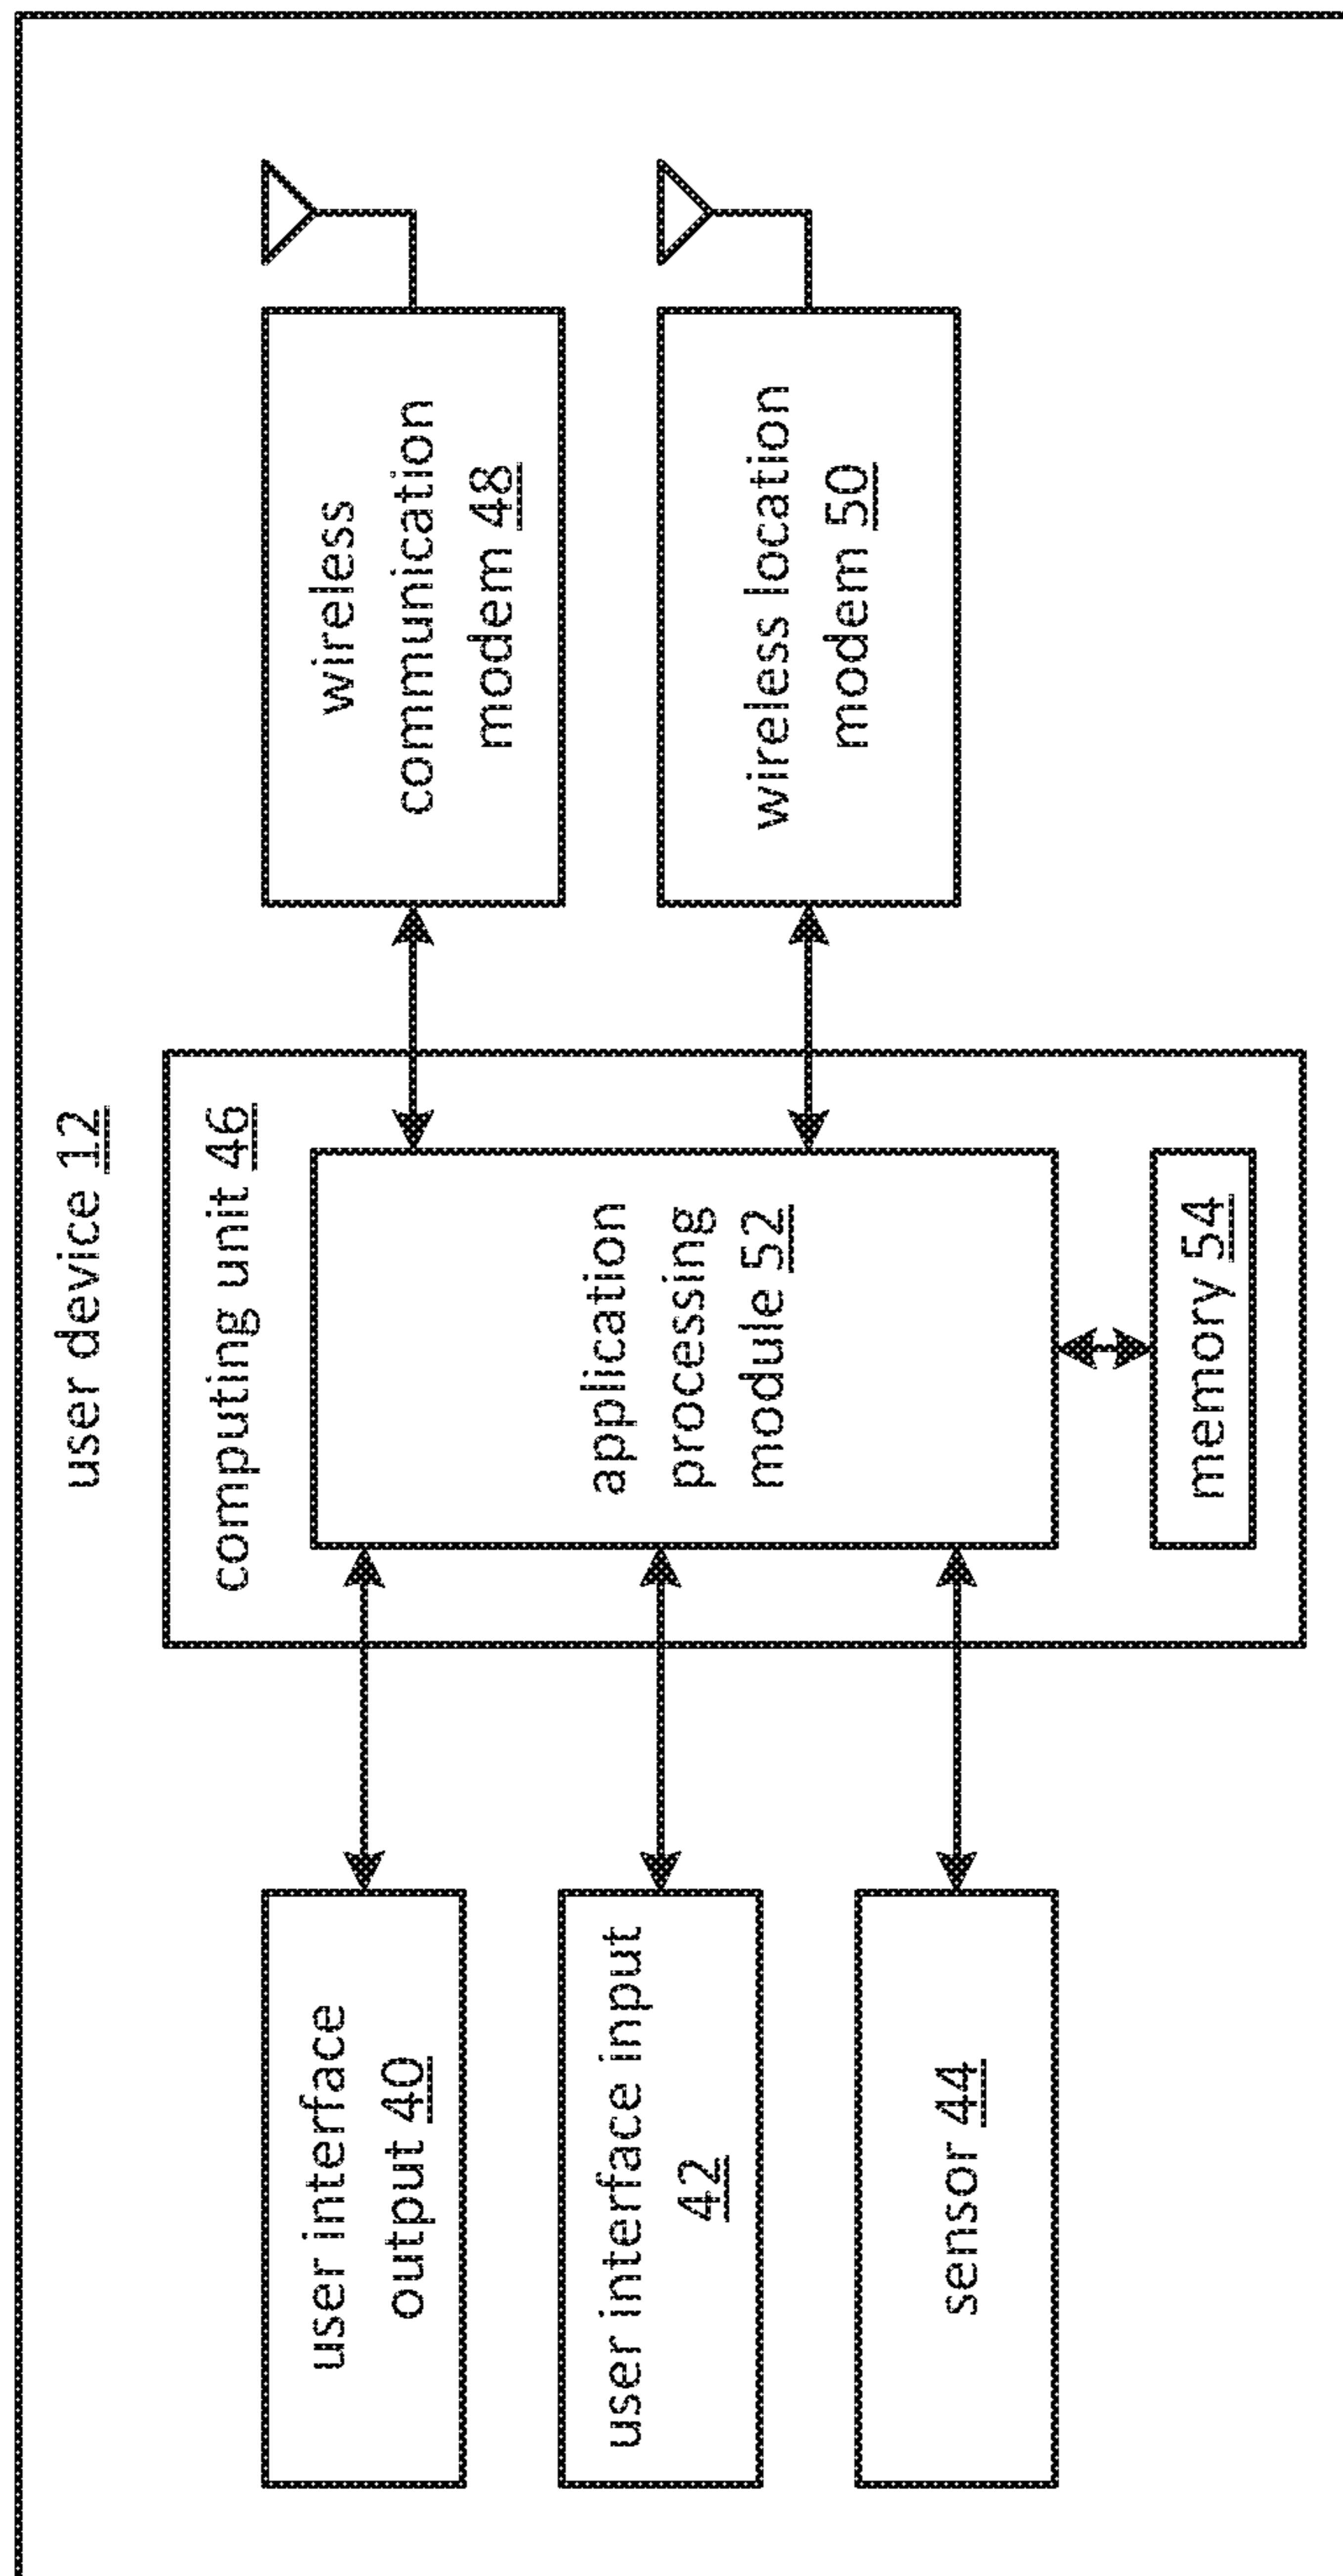 user device 12
computing unit 46
user interface
output 40
user interface input
42
sensor 44
application
processing
module 52
memory 54
wireless
communication
modem 48
wireless location
modem 50